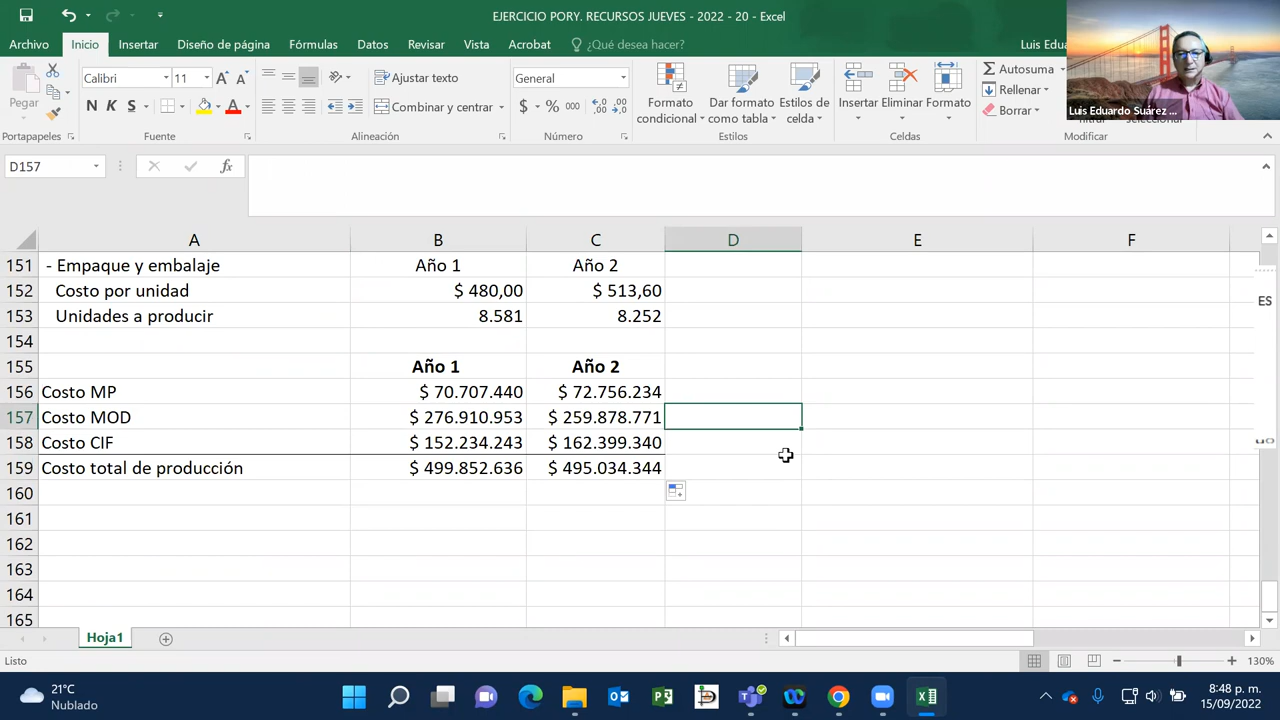 EJERCICIO PORY. RECURSOS JUEVES - 2022 - 20 - Excel
Archivo Inicio Insertar Diseño de página Fórmulas Datos Revisar Vista Acrobat ¿Qué desea hacer? Luis Edu
Pegar
Calibri 11
N K S
Ajustar texto
Combinar y centrar
General
$ % 000
Formato condicional
Dar formato como tabla
Estilos de celda
Insertar Eliminar Formato
Autosuma
Rellenar
Borrar
Luis Eduardo Suárez ...
Portapapeles Fuente Alineación Número Estilos Celdas Modificar
D157 fx
A B C D E F
151 - Empaque y embalaje Año 1 Año 2
152 Costo por unidad $ 480,00 $ 513,60
153 Unidades a producir 8.581 8.252
154
155 Año 1 Año 2
156 Costo MP $ 70.707.440 $ 72.756.234
157 Costo MOD $ 276.910.953 $ 259.878.771
158 Costo CIF $ 152.234.243 $ 162.399.340
159 Costo total de producción $ 499.852.636 $ 495.034.344
160
161
162
163
164
165
ES
Hoja1
Listo 130%
21°C
Nublado
8:48 p. m.
15/09/2022